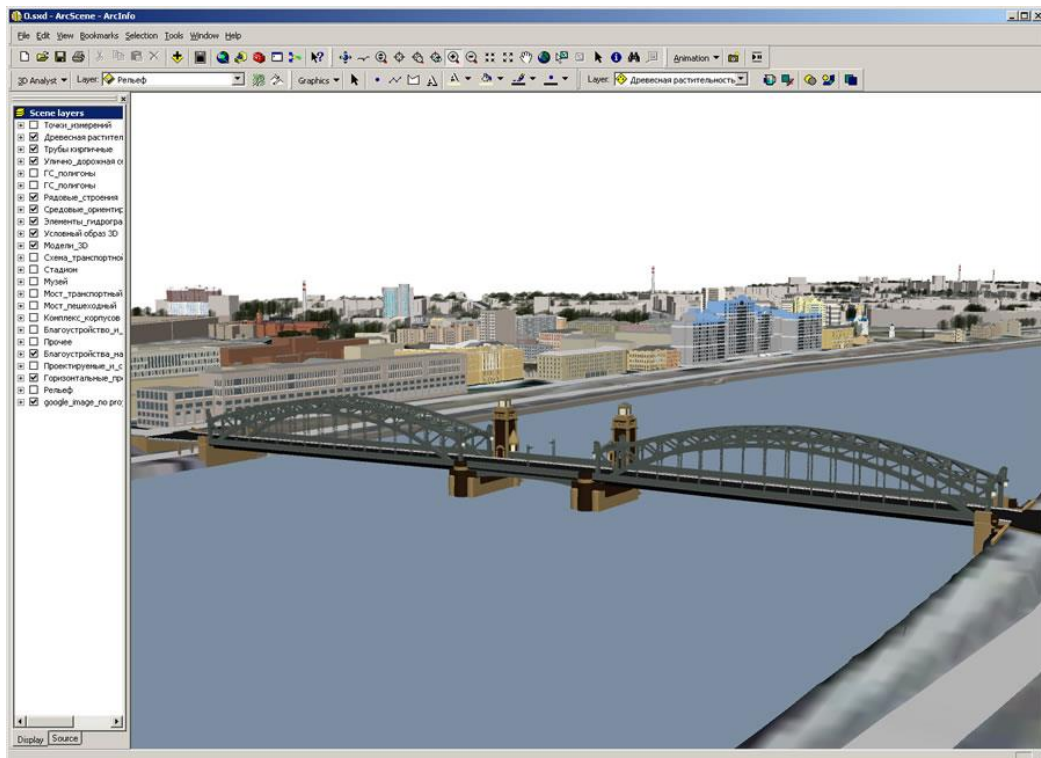 0.sxd - ArcScene - ArcInfo
File Edit View Bookmarks Selection Tools Window Help
Animation
3D Analyst Layer: Рельеф Graphics Layer: Древесная растительность
Scene layers
Точки_измерений
Древесная растител
Трубы кирпичные
Улично_дорожная с
ГС_полигоны
ГС_полигоны
Рядовые_строения
Средовые_ориентир
Элементы_гидрогра
Условный образ 3D
Модели_3D
Схема_транспортно
Стадион
Музей
Мост_транспортный
Мост_пешеходный
Комплекс_корпусов
Благоустройство_и_
Прочее
Благоустройства_на
Проектируемые_и_с
Горизонтальные_пр
Рельеф
google_image_no pro
Display Source